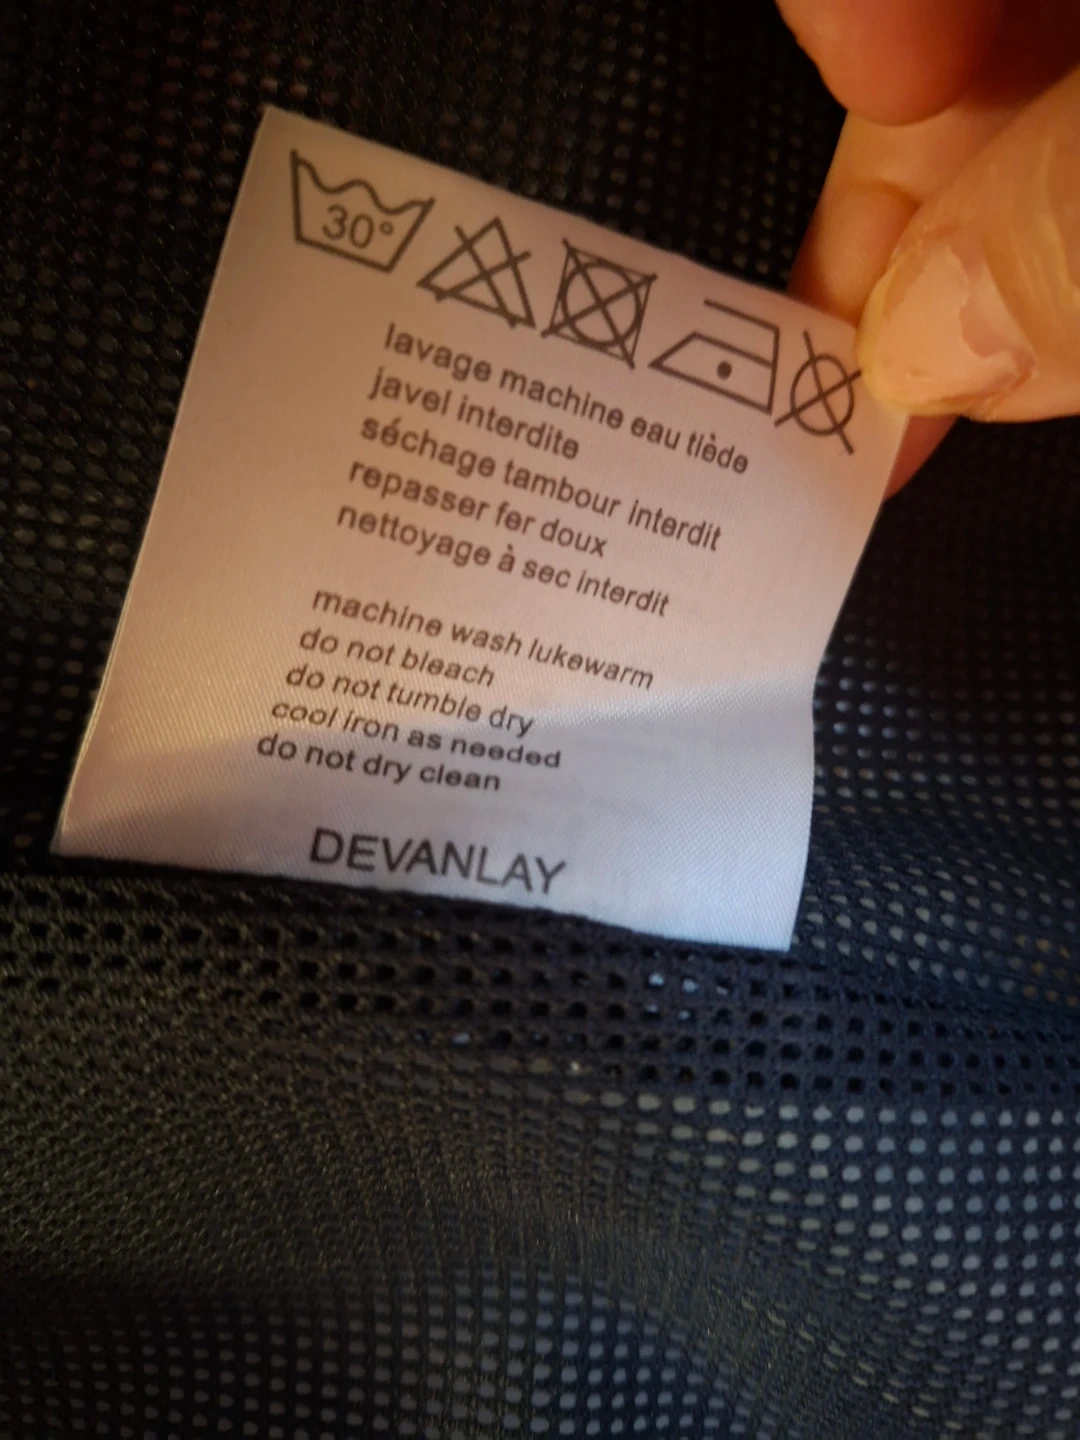 30°
lavage machine eau tiède
javel interdite
séchage tambour interdit
repasser fer doux
nettoyage à sec interdit
machine wash lukewarm
do not bleach
do not tumble dry
cool iron as needed
do not dry clean
DEVANLAY